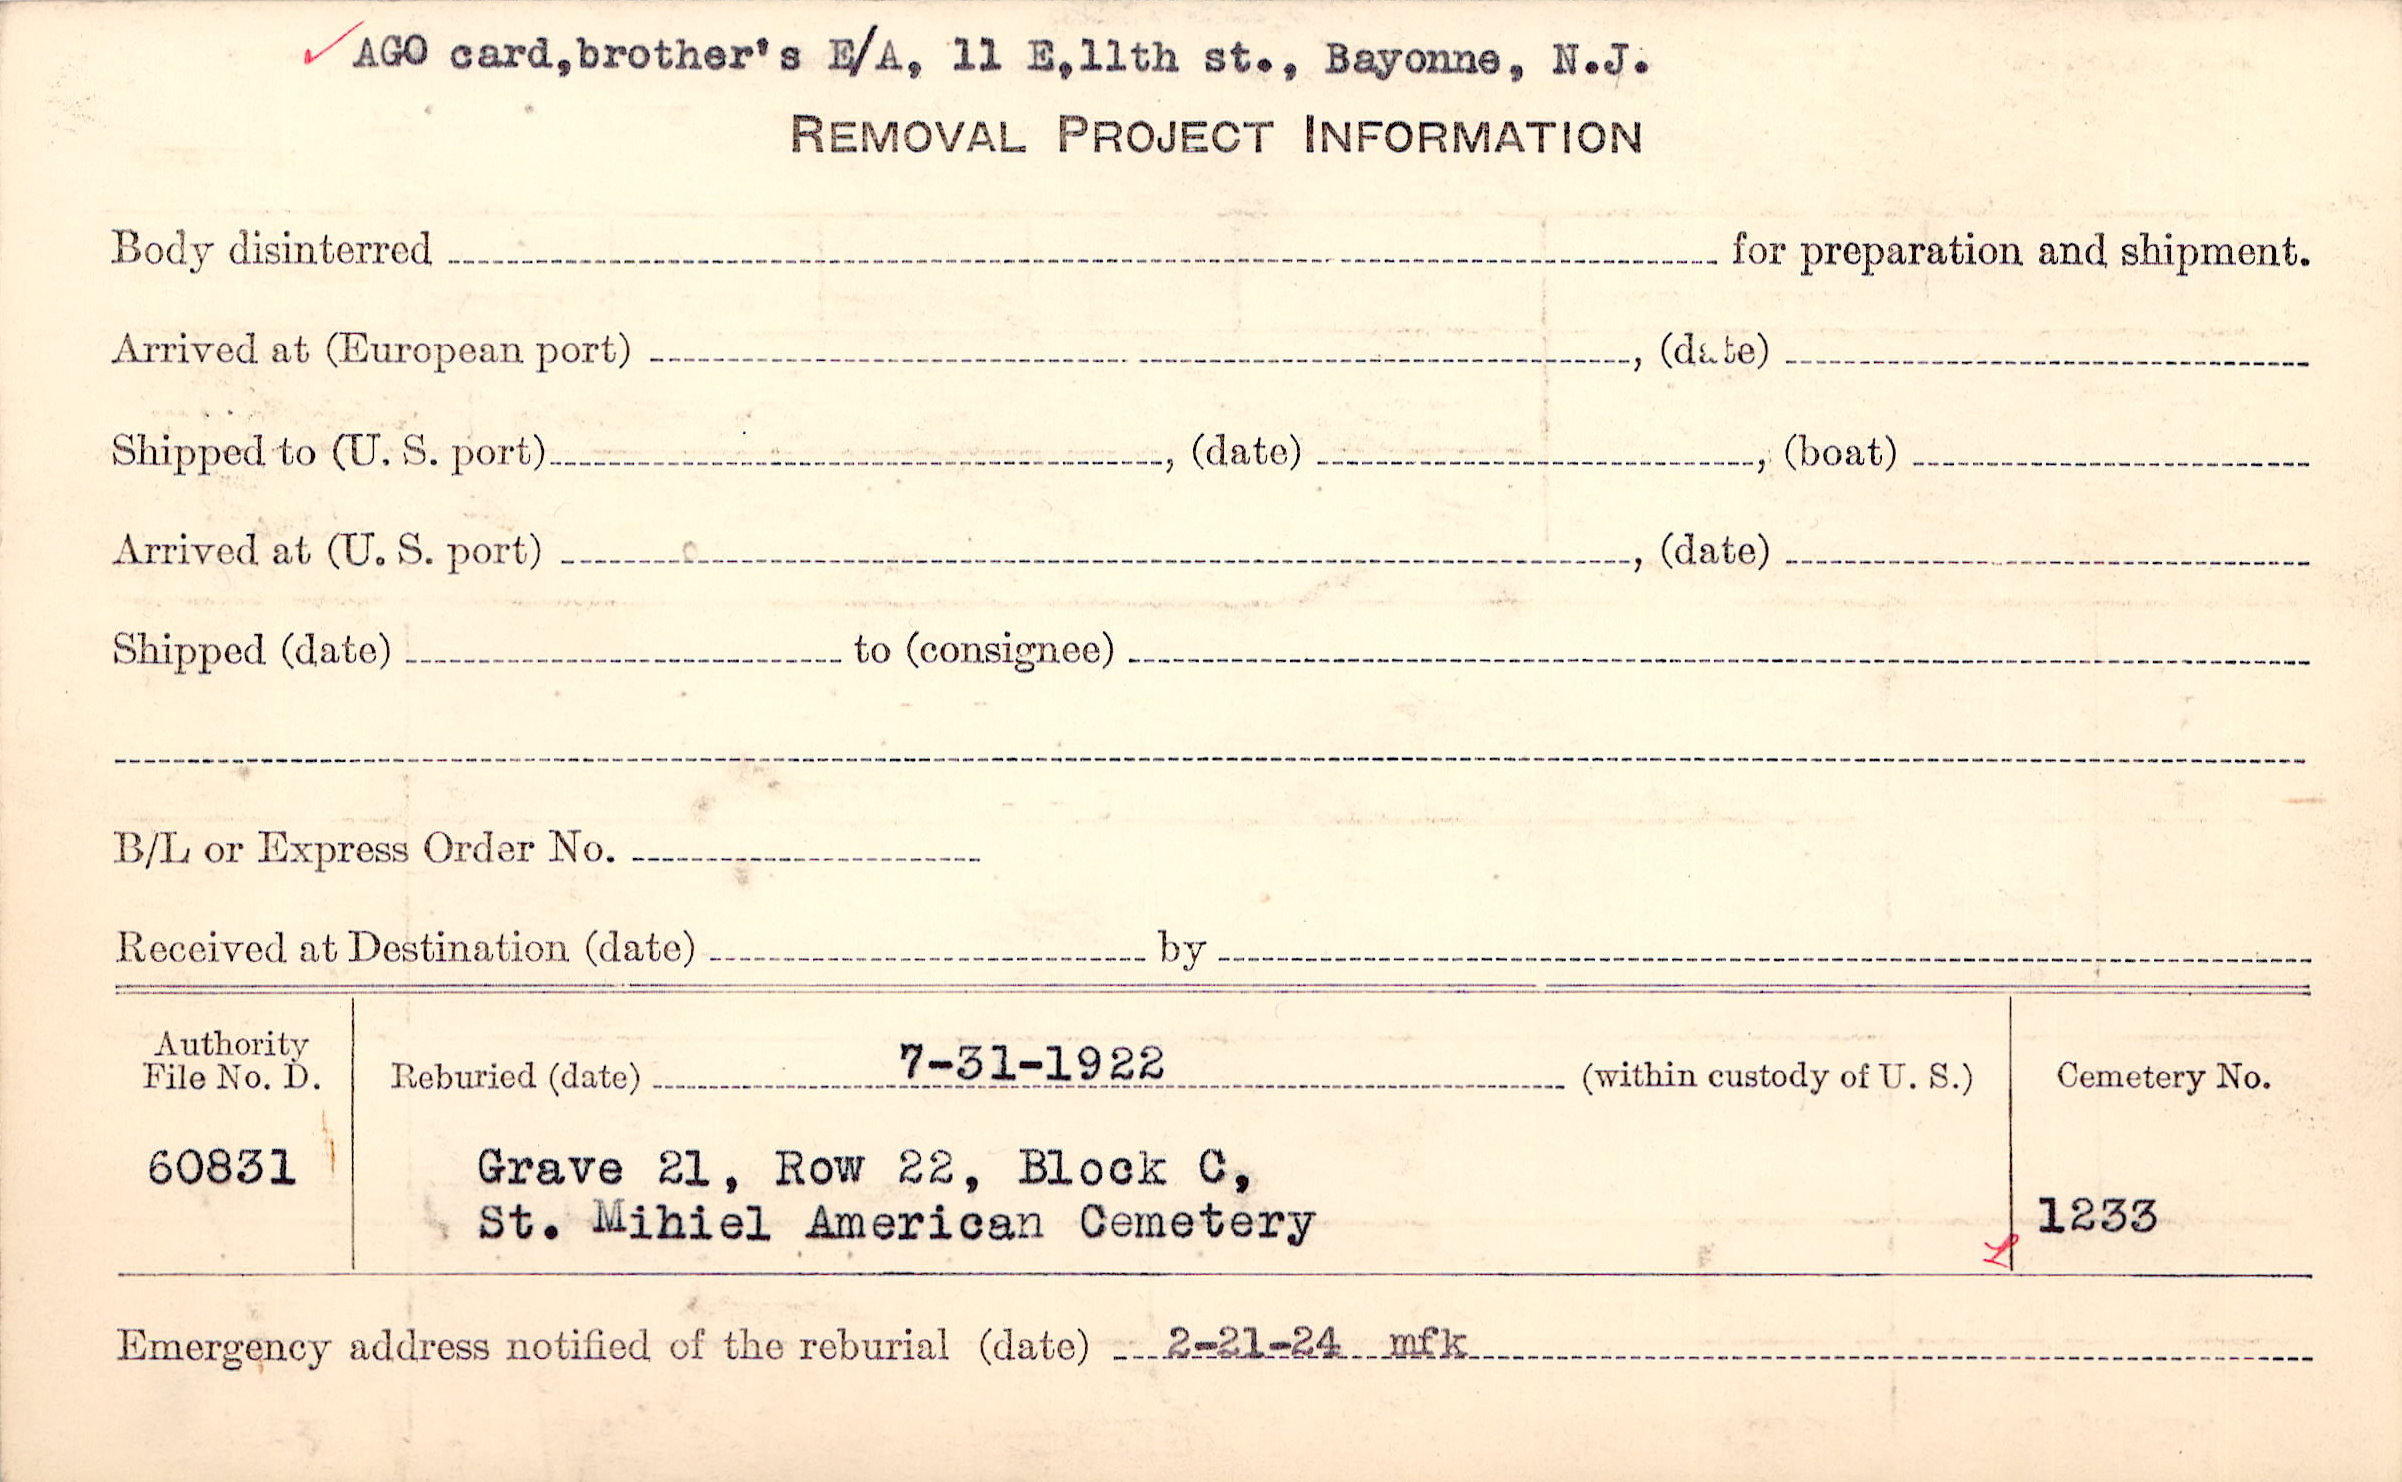 AGO card,brother's E/A, 11 E,11th st., Bayonne, N.J.
REMOVAL PROJECT INFORMATION
Body disinterred for preparation and shipment.
Arrived at (European port) , (date)
Shipped to (U. S. port) , (date) , (boat)
Arrived at (U. S. port) , (date)
Shipped (date) to (consignee)
B/L or Express Order No.
Received at Destination (date) by
Authority
File No. D.
60831
Reburied (date) 7-31-1922 (within custody of U. S.)
Grave 21, Row 22, Block C,
St. Mihiel American Cemetery
Cemetery No.
1233
Emergency address notified of the reburial (date) 2-21-24 mfk